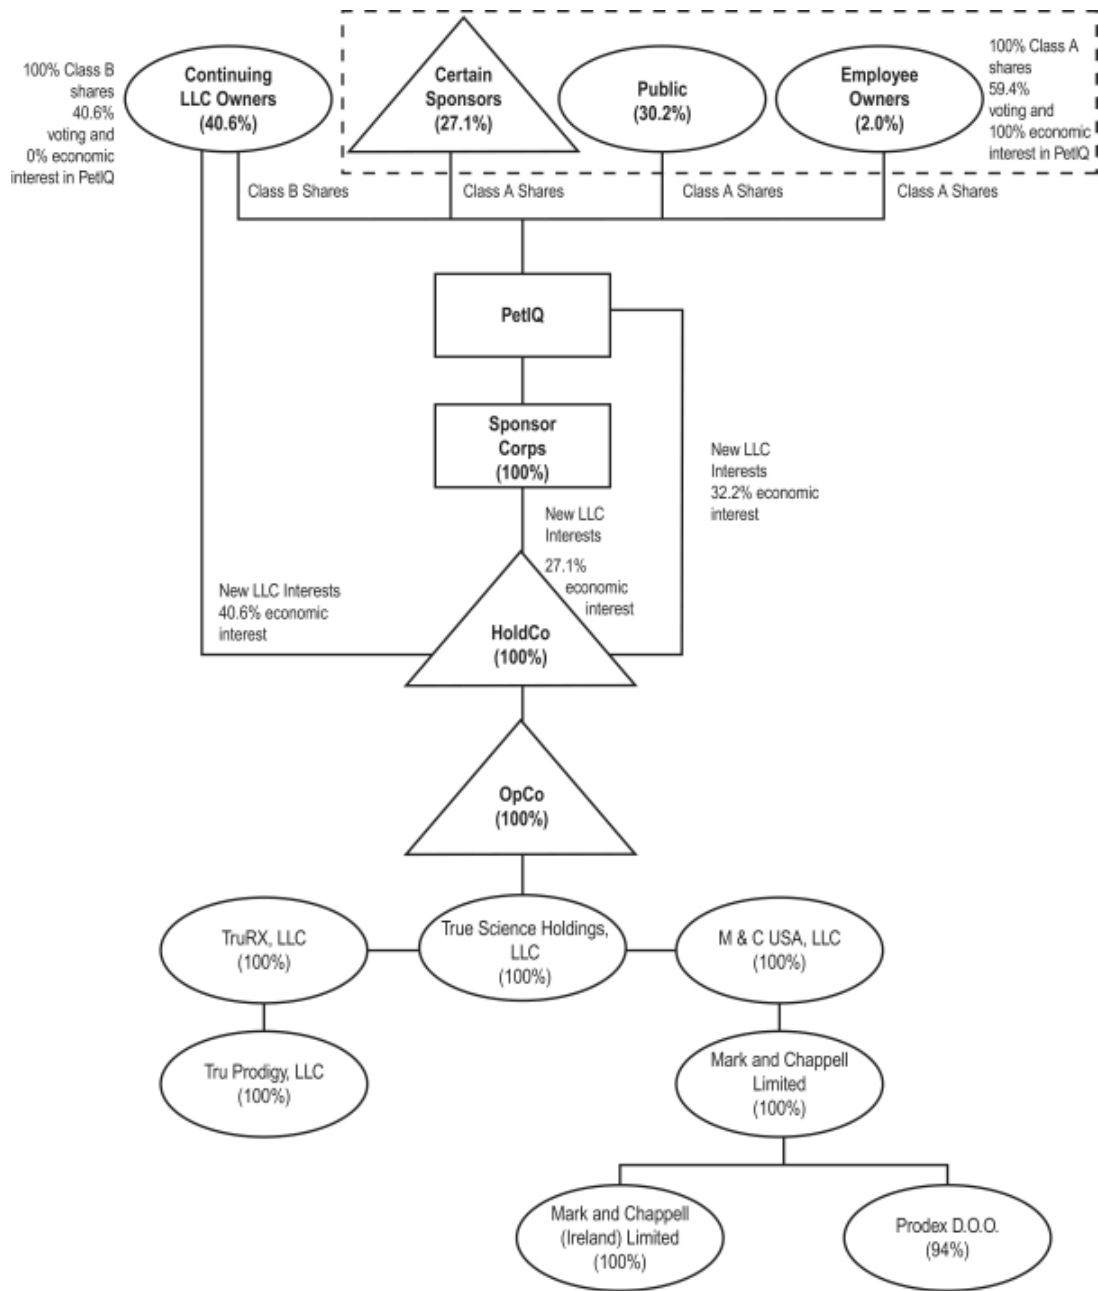 100% Class B
shares
40.6%
voting and
0% economic
interest in PetIQ
Continuing
LLC Owners
(40.6%)
Certain
Sponsors
(27.1%)
Public
(30.2%)
Employee
Owners
(2.0%)
100% Class A
shares
59.4%
voting and
100% economic
interest in PetIQ
Class B Shares
Class A Shares
Class A Shares
Class A Shares
PetIQ
Sponsor
Corps
(100%)
New LLC
Interests
32.2% economic
interest
New LLC
Interests
27.1%
economic
interest
New LLC Interests
40.6% economic
interest
HoldCo
(100%)
OpCo
(100%)
TruRX, LLC
(100%)
True Science Holdings,
LLC
(100%)
M & C USA, LLC
(100%)
Tru Prodigy, LLC
(100%)
Mark and Chappell
Limited
(100%)
Mark and Chappell
(Ireland) Limited
(100%)
Prodex D.O.O.
(94%)